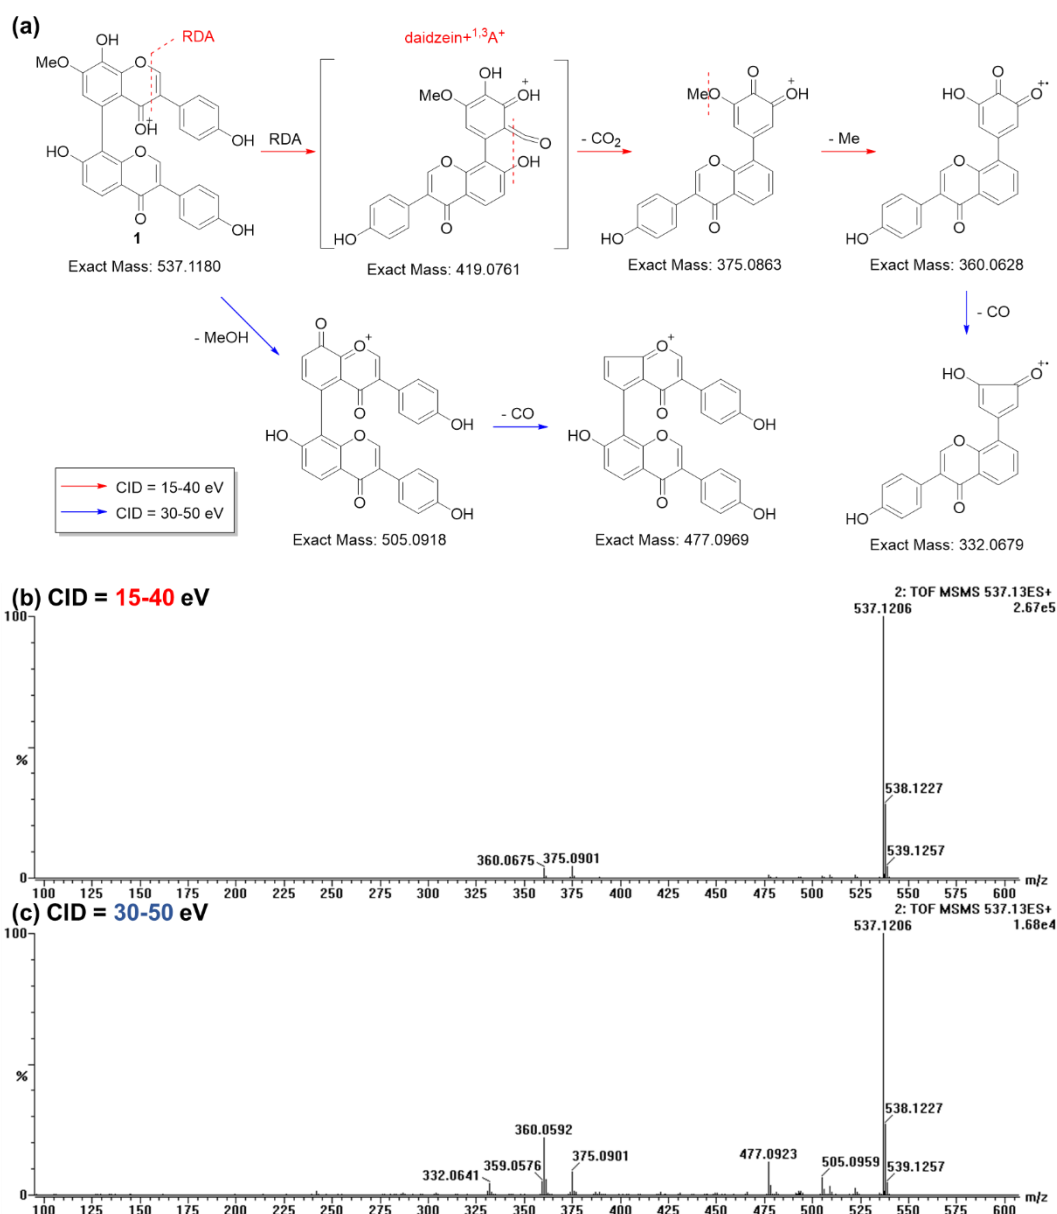 (a)
OH
RDA
MeO
O
OH
+
OH
HO
O
O
OH
1
Exact Mass: 537.1180
RDA
daidzein+1,3A+
OH
+
OH
MeO
O
OH
O
O
HO
Exact Mass: 419.0761
- CO2
O
+
OH
MeO
O
O
HO
Exact Mass: 375.0863
- Me
O
+•
O
HO
O
O
HO
Exact Mass: 360.0628
- CO
+•
O
HO
O
O
HO
Exact Mass: 332.0679
- MeOH
O
+
O
O
OH
HO
O
O
OH
Exact Mass: 505.0918
- CO
+
O
O
OH
HO
O
O
OH
Exact Mass: 477.0969
CID = 15-40 eV
CID = 30-50 eV
(b) CID = 15-40 eV
2: TOF MSMS 537.13ES+
2.67e5
100
%
0
537.1206
538.1227
539.1257
360.0675
375.0901
100 125 150 175 200 225 250 275 300 325 350 375 400 425 450 475 500 525 550 575 600 m/z
(c) CID = 30-50 eV
2: TOF MSMS 537.13ES+
1.68e4
100
%
0
537.1206
538.1227
539.1257
505.0959
477.0923
375.0901
360.0592
359.0576
332.0641
100 125 150 175 200 225 250 275 300 325 350 375 400 425 450 475 500 525 550 575 600 m/z